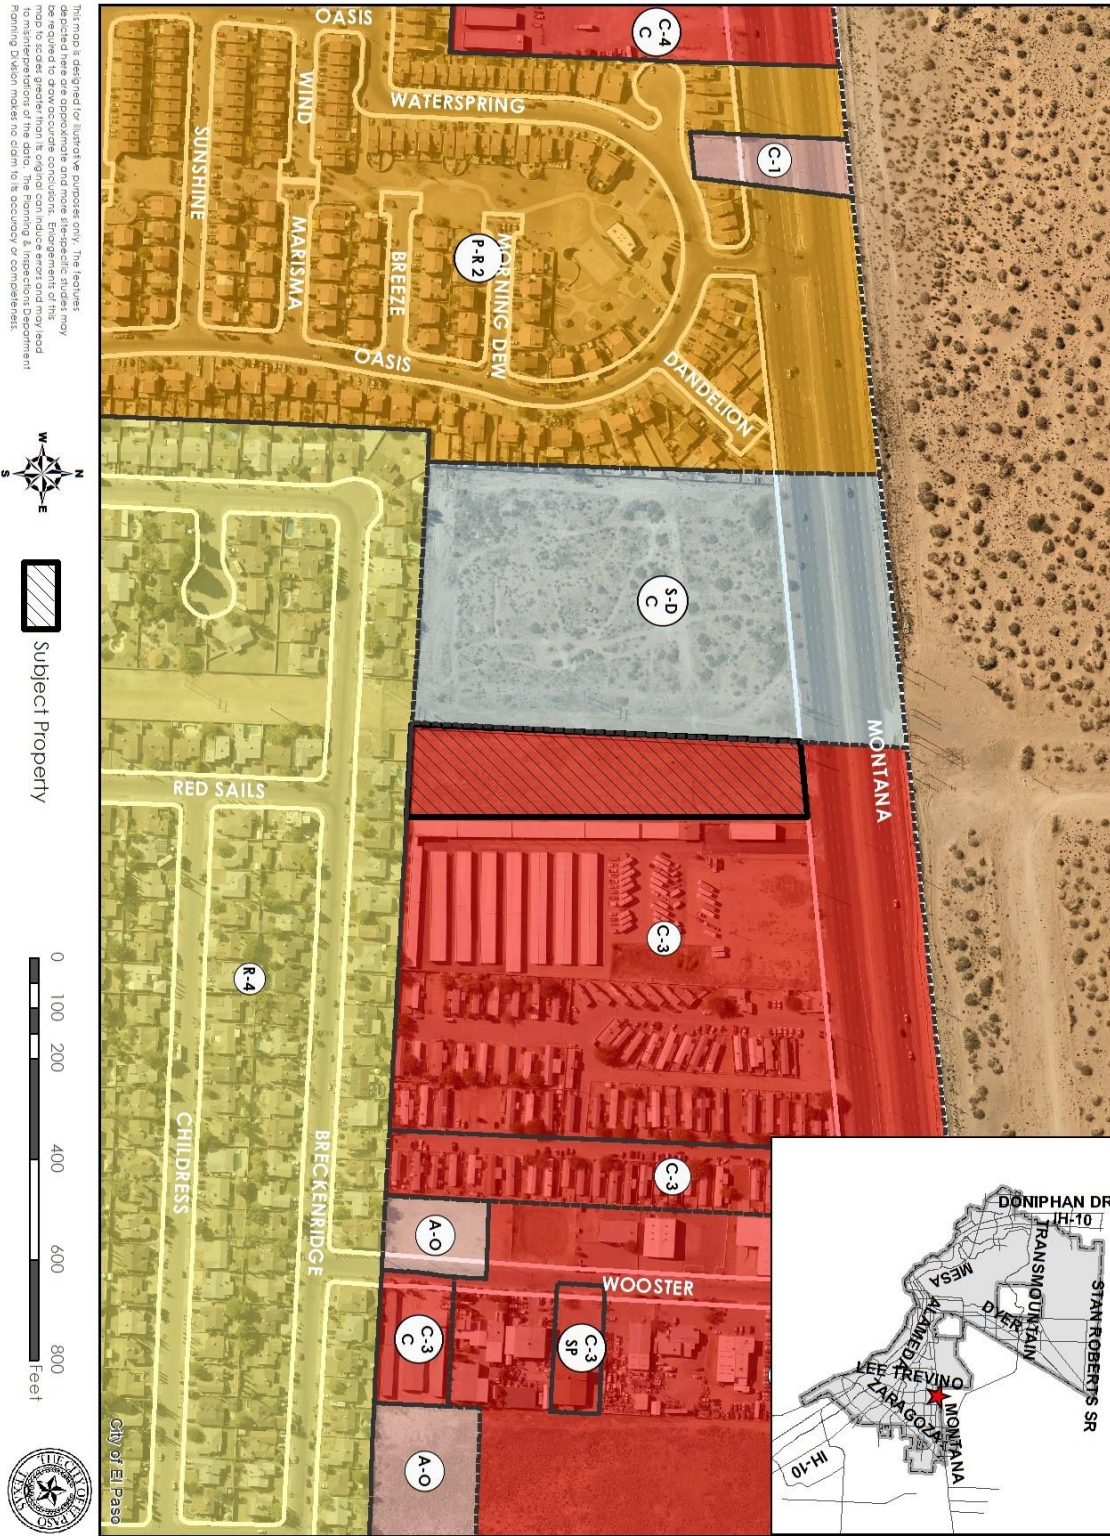 This map is designed for illustrative purposes only. The features
depicted here are approximate and more site-specific studies may
be required to draw accurate conclusions. Enlargements of this
map to scales greater than its original can induce errors and may lead
to misinterpretations of the data. The Planning & Inspections Department
Planning Division makes no claim to its accuracy or completeness.
OASIS
C-4
C
WATERSPRING
WIND
SUNSHINE
C-1
MARISMA
BREEZE
P-R 2
MORNING DEW
OASIS
DANDELION
S-D
C
MONTANA
RED SAILS
C-3
R-4
CHILDRESS
BRECKENRIDGE
C-3
A-O
WOOSTER
C-3
C
C-3
SP
A-O
DONIPHAN DR
IH-10
TRANSMOUNTAIN
STAN ROBERTS SR
MESA
DYER
ALAMEDA
LEE TREVINO
ZARAGOZA
MONTANA
IH-10
N
W
E
S
Subject Property
0 100 200 400 600 800
Feet
City of El Paso
THE CITY OF EL PASO
TEXAS